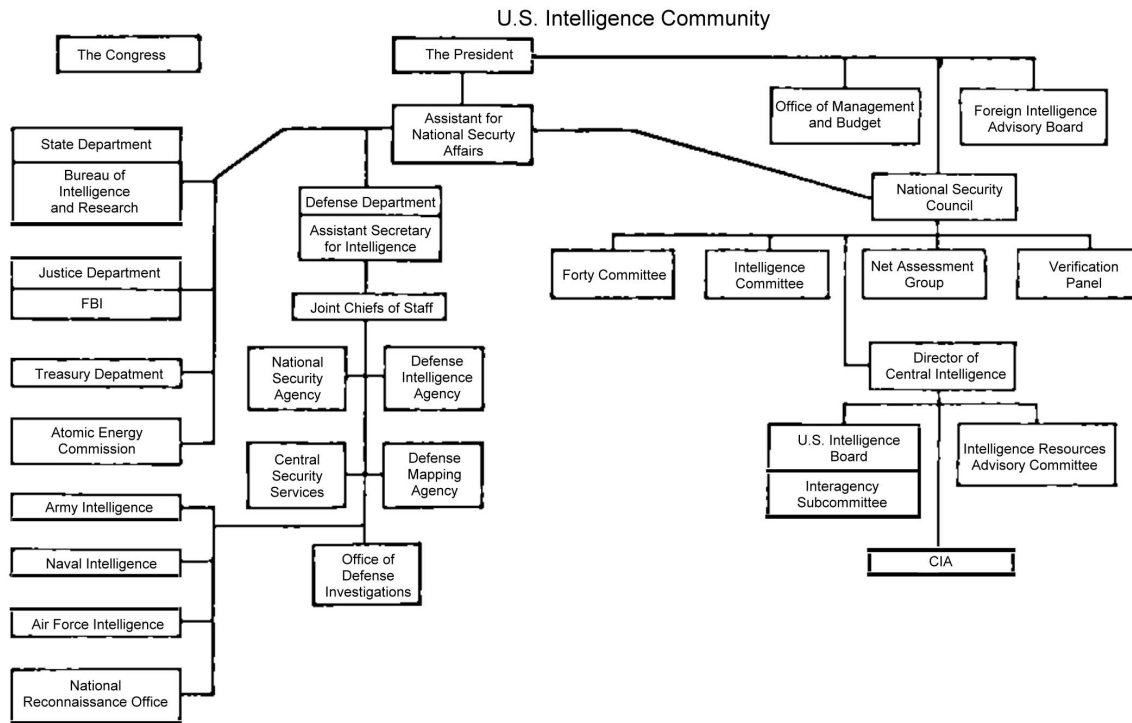 U.S. Intelligence Community
The Congress
The President
Office of Management
and Budget
Foreign Intelligence
Advisory Board
Assistant for
National Securty
Affairs
State Department
Bureau of
Intelligence
and Research
Defense Department
Assistant Secretary
for Intelligence
National Security
Council
Justice Department
FBI
Forty Committee
Intelligence
Committee
Net Assessment
Group
Verification
Panel
Joint Chiefs of Staff
Treasury Depatment
National
Security
Agency
Defense
Intelligence
Agency
Director of
Central Intelligence
Atomic Energy
Commission
Central
Security
Services
Defense
Mapping
Agency
U.S. Intelligence
Board
Interagency
Subcommittee
Intelligence Resources
Advisory Committee
Army Intelligence
Naval Intelligence
Office of
Defense
Investigations
CIA
Air Force Intelligence
National
Reconnaissance Office